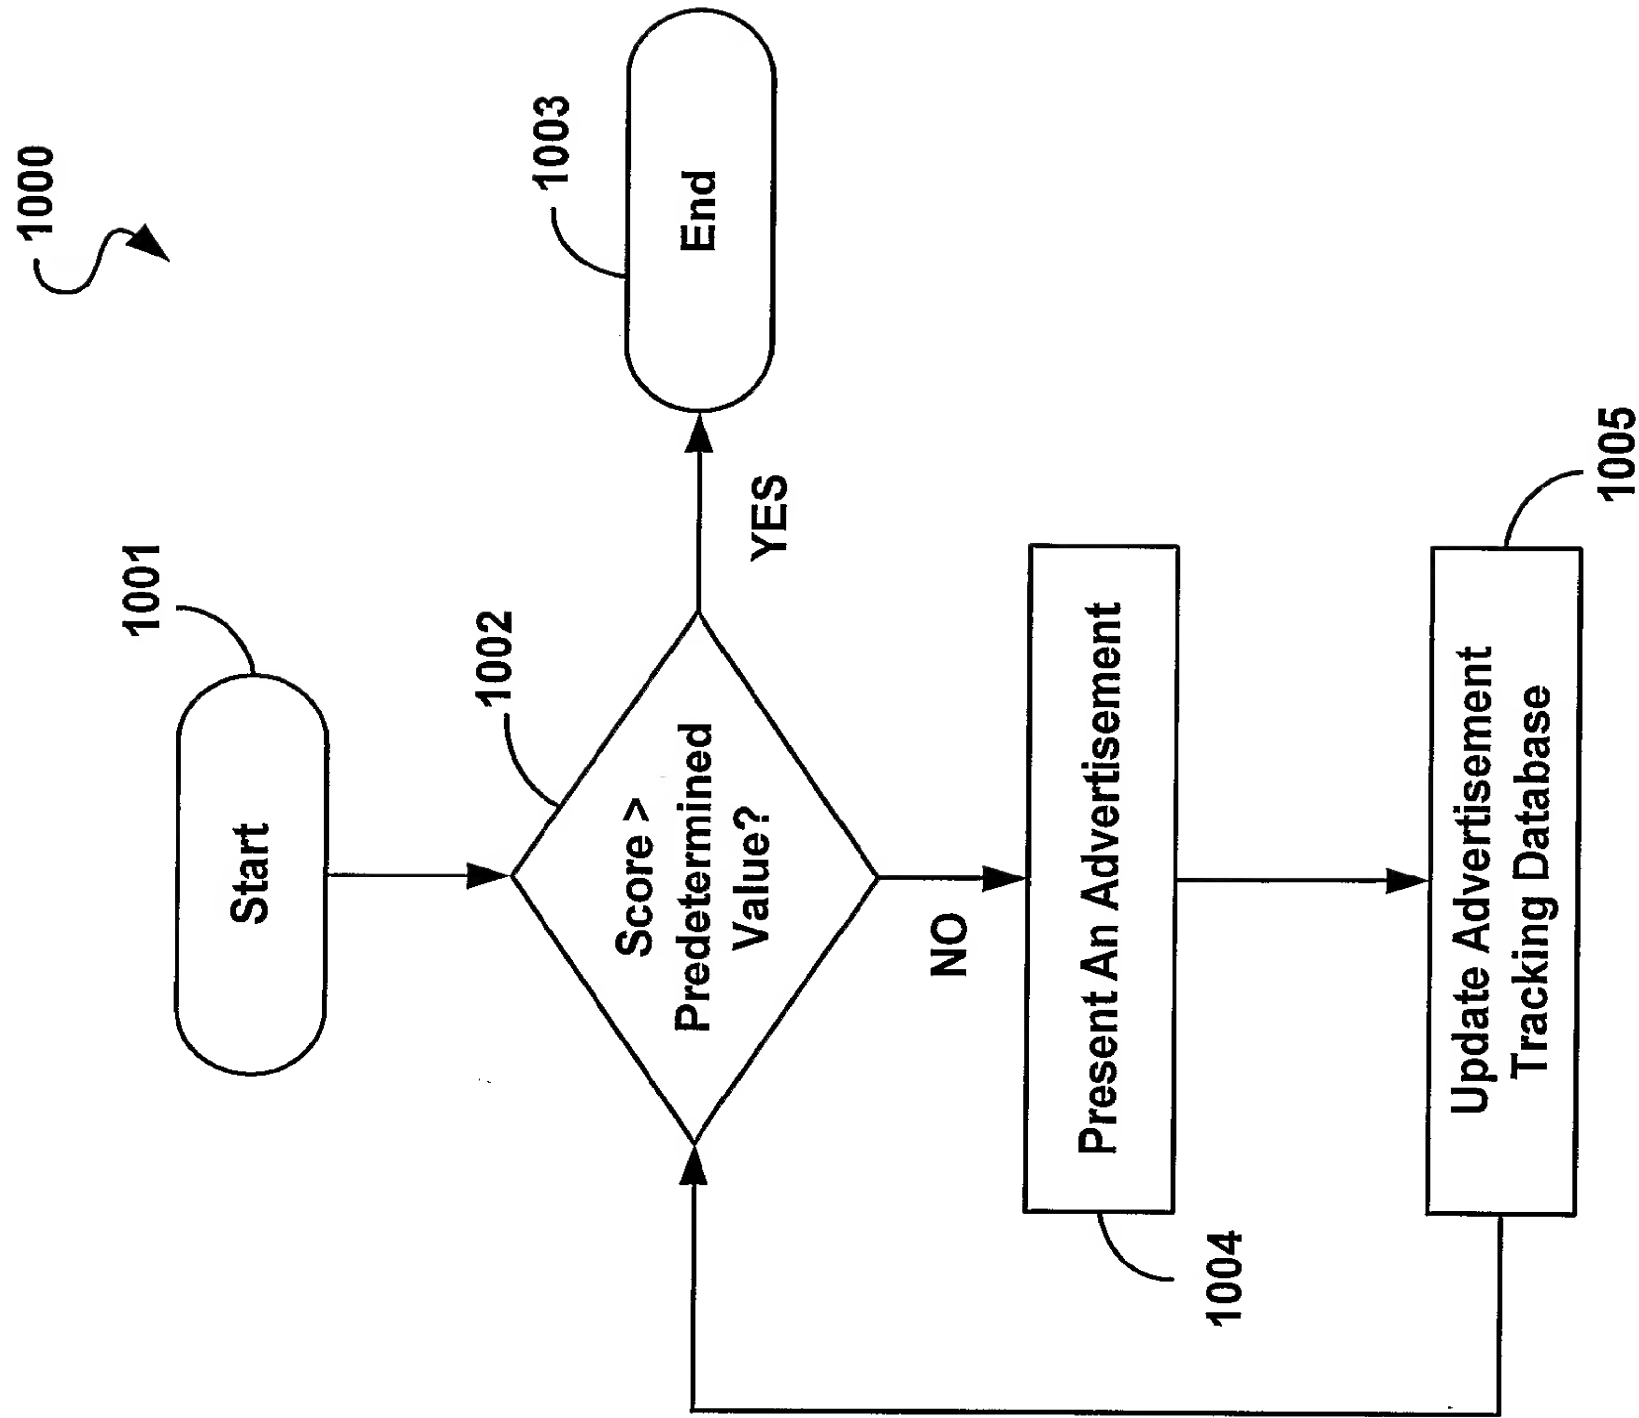 1000
1001
Start
1002
Score >
Predetermined
Value?
YES
1003
End
NO
Present An Advertisement
1004
Update Advertisement
Tracking Database
1005